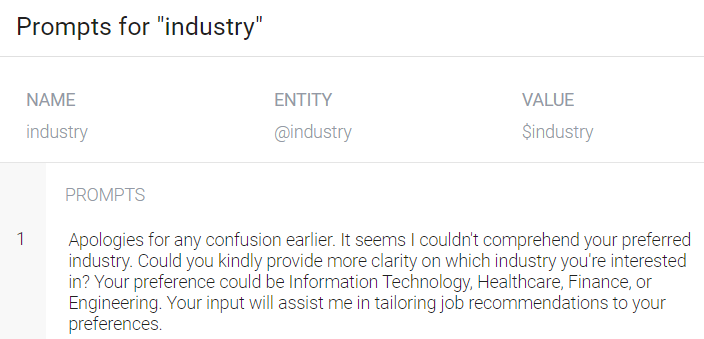 Prompts for "industry"
NAME ENTITY VALUE
industry @industry $industry
PROMPTS
1 Apologies for any confusion earlier. It seems I couldn't comprehend your preferred
industry. Could you kindly provide more clarity on which industry you're interested
in? Your preference could be Information Technology, Healthcare, Finance, or
Engineering. Your input will assist me in tailoring job recommendations to your
preferences.